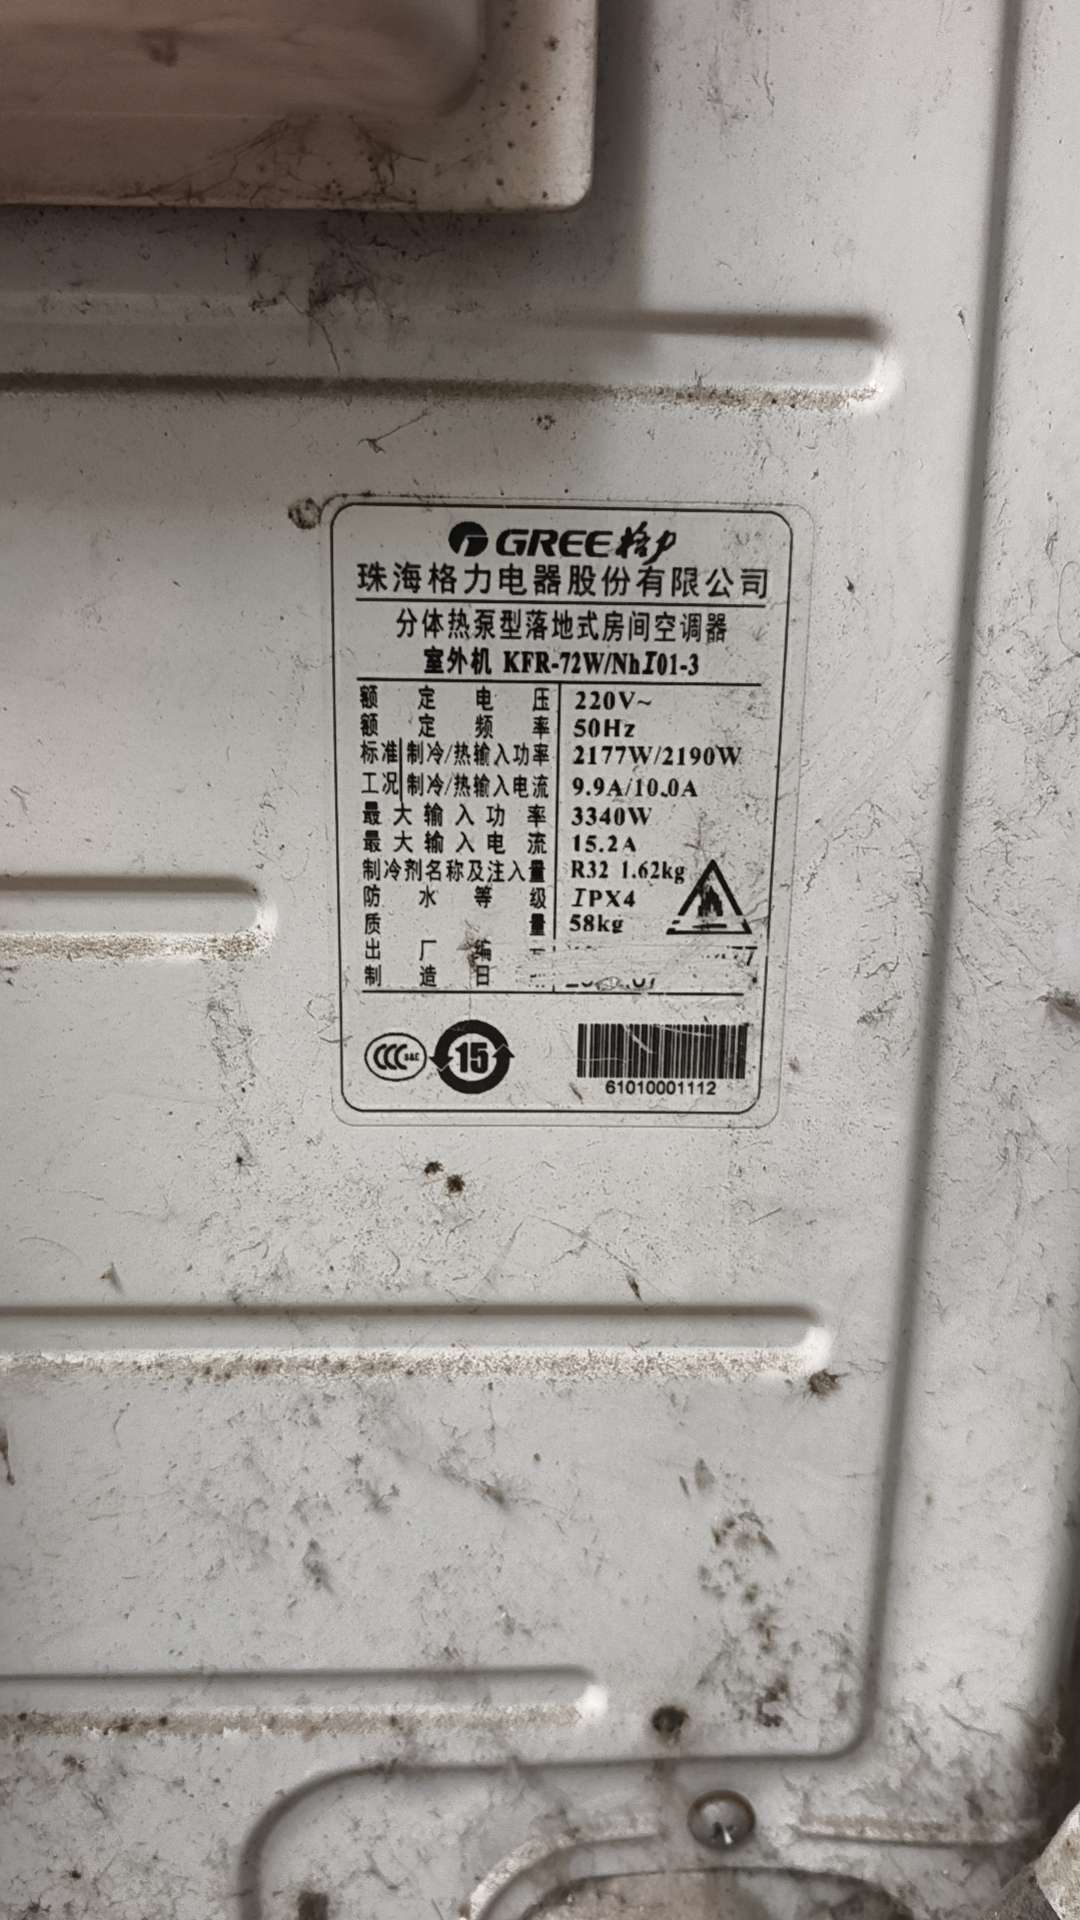 GREE格力
珠海格力电器股份有限公司
分体热泵型落地式房间空调器
室外机 KFR-72W/NhI01-3
额定电压 220V~
额定频率 50Hz
标准 制冷/热输入功率 2177W/2190W
工况 制冷/热输入电流 9.9A/10.0A
最大输入功率 3340W
最大输入电流 15.2A
制冷剂名称及注入量 R32 1.62kg
防水等级 IPX4
质量 58kg
出厂编
制造日
CCC S&E 15
61010001112